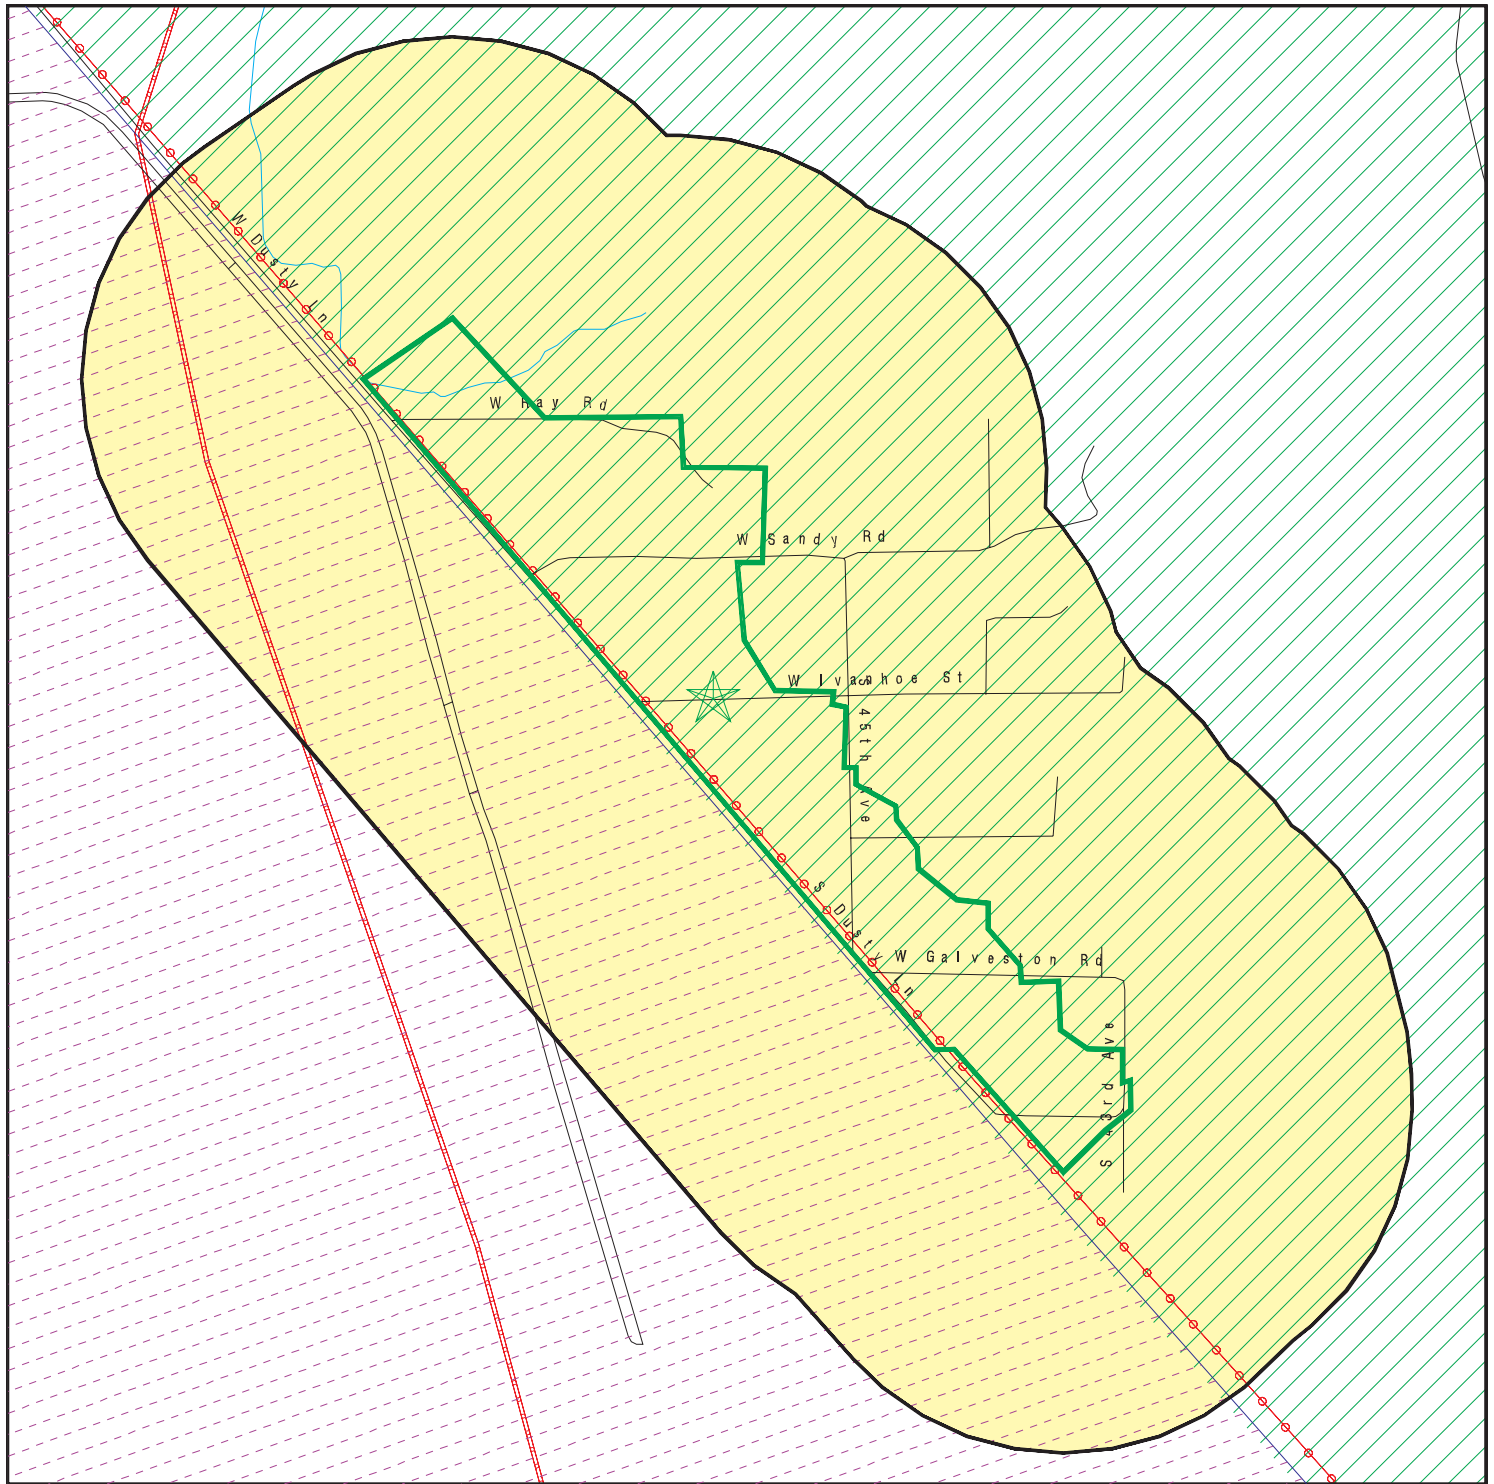 W Dusty ln
W Ray Rd
W Sandy Rd
W Ivanhoe St
S 45th Ave
S Dusty Ln
W Galveston Rd
S 43rd Ave